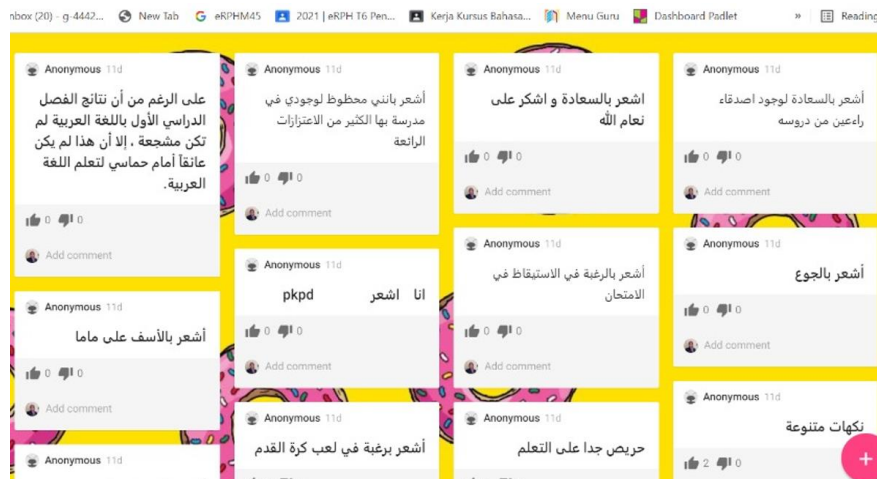 nbox (20) - g-4442...
New Tab
eRPHM45
2021 | eRPH T6 Pen...
Kerja Kursus Bahasa...
Menu Guru
Dashboard Padlet
»
Reading
Anonymous 11d
على الرغم من أن نتائج الفصل
الدراسي الأول باللغة العربية لم
تكن مشجعة ، إلا أن هذا لم يكن
عائقاً أمام حماسي لتعلم اللغة
العربية.
0 0
Add comment
Anonymous 11d
أشعر بالأسف على ماما
0 0
Add comment
Anonymous 11d
Anonymous 11d
أشعر بانني محظوظ لوجودي في
مدرسة بها الكثير من الاعتزازات
الرائعة
0 0
Add comment
Anonymous 11d
انا اشعر pkpd
0 0
Add comment
Anonymous 11d
أشعر برغبة في لعب كرة القدم
Anonymous 11d
اشعر بالسعادة و اشكر على
نعام الله
0 0
Add comment
Anonymous 11d
أشعر بالرغبة في الاستيقاظ في
الامتحان
0 0
Add comment
Anonymous 11d
حريص جدا على التعلم
Anonymous 11d
أشعر بالسعادة لوجود اصدقاء
راءعين من دروسه
0 0
Add comment
Anonymous 11d
أشعر بالجوع
0 0
Add comment
Anonymous 11d
نكهات متنوعة
2 0
+